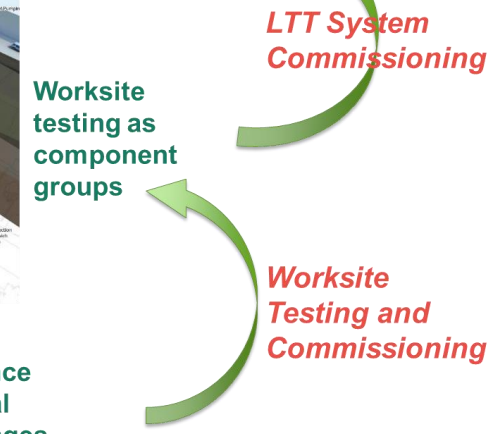 LTT System
Commissioning
Worksite
testing as
component
groups
Worksite
Testing and
Commissioning